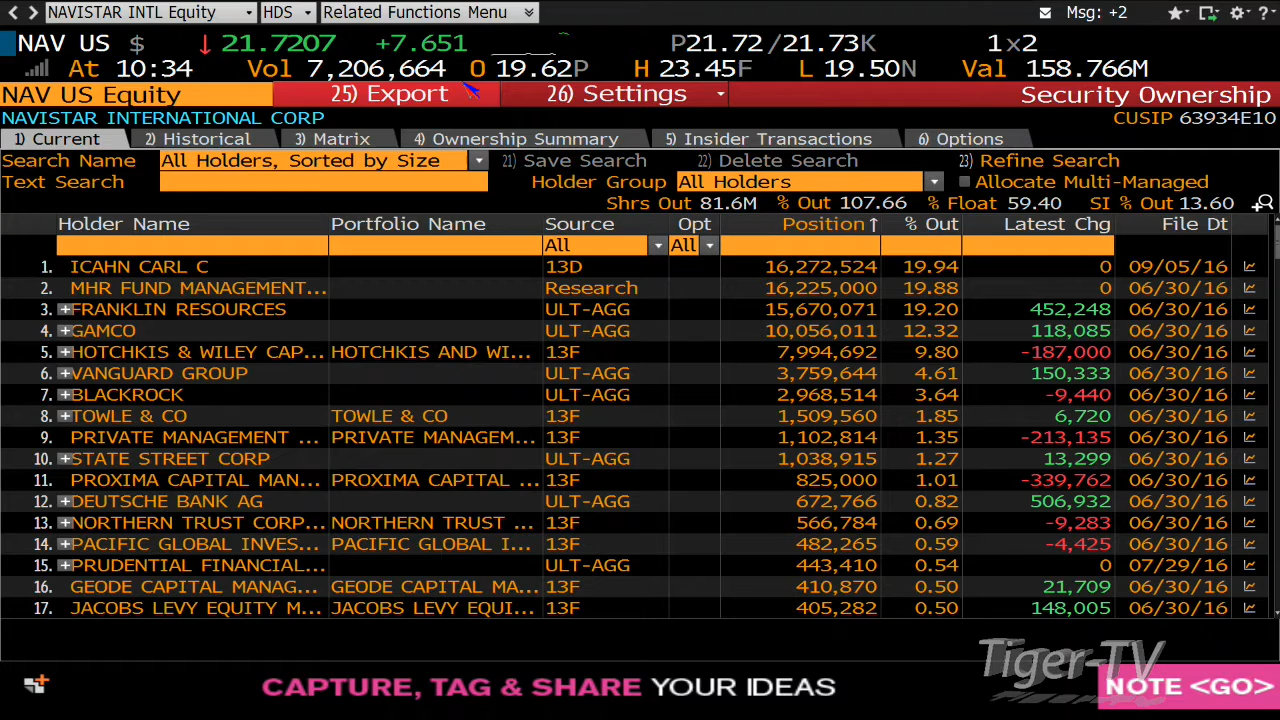 NAVISTAR INTL Equity HDS Related Functions Menu Msg: +2 ?
NAV US $ ↓ 21.7207 +7.651 P21.72/21.73K 1x2
At 10:34 Vol 7,206,664 O 19.62P H 23.45F L 19.50N Val 158.766M
NAV US Equity 25) Export 26) Settings Security Ownership
NAVISTAR INTERNATIONAL CORP CUSIP 63934E10
1) Current 2) Historical 3) Matrix 4) Ownership Summary 5) Insider Transactions 6) Options
Search Name All Holders, Sorted by Size 21) Save Search 22) Delete Search 23) Refine Search
Text Search Holder Group All Holders Allocate Multi-Managed
Shrs Out 81.6M % Out 107.66 % Float 59.40 SI % Out 13.60
Holder Name Portfolio Name Source Opt Position↑ % Out Latest Chg File Dt
All All
1. ICAHN CARL C 13D 16,272,524 19.94 0 09/05/16
2. MHR FUND MANAGEMENT... Research 16,225,000 19.88 0 06/30/16
3. +FRANKLIN RESOURCES ULT-AGG 15,670,071 19.20 452,248 06/30/16
4. +GAMCO ULT-AGG 10,056,011 12.32 118,085 06/30/16
5. +HOTCHKIS & WILEY CAP... HOTCHKIS AND WI... 13F 7,994,692 9.80 -187,000 06/30/16
6. +VANGUARD GROUP ULT-AGG 3,759,644 4.61 150,333 06/30/16
7. +BLACKROCK ULT-AGG 2,968,514 3.64 -9,440 06/30/16
8. +TOWLE & CO TOWLE & CO 13F 1,509,560 1.85 6,720 06/30/16
9. PRIVATE MANAGEMENT ... PRIVATE MANAGEM... 13F 1,102,814 1.35 -213,135 06/30/16
10. +STATE STREET CORP ULT-AGG 1,038,915 1.27 13,299 06/30/16
11. PROXIMA CAPITAL MAN... PROXIMA CAPITAL ... 13F 825,000 1.01 -339,762 06/30/16
12. +DEUTSCHE BANK AG ULT-AGG 672,766 0.82 506,932 06/30/16
13. +NORTHERN TRUST CORP... NORTHERN TRUST ... 13F 566,784 0.69 -9,283 06/30/16
14. +PACIFIC GLOBAL INVES... PACIFIC GLOBAL I... 13F 482,265 0.59 -4,425 06/30/16
15. +PRUDENTIAL FINANCIAL... ULT-AGG 443,410 0.54 0 07/29/16
16. GEODE CAPITAL MANAG... GEODE CAPITAL MA... 13F 410,870 0.50 21,709 06/30/16
17. JACOBS LEVY EQUITY M... JACOBS LEVY EQUI... 13F 405,282 0.50 148,005 06/30/16
Tiger-TV
CAPTURE, TAG & SHARE YOUR IDEAS NOTE <GO>